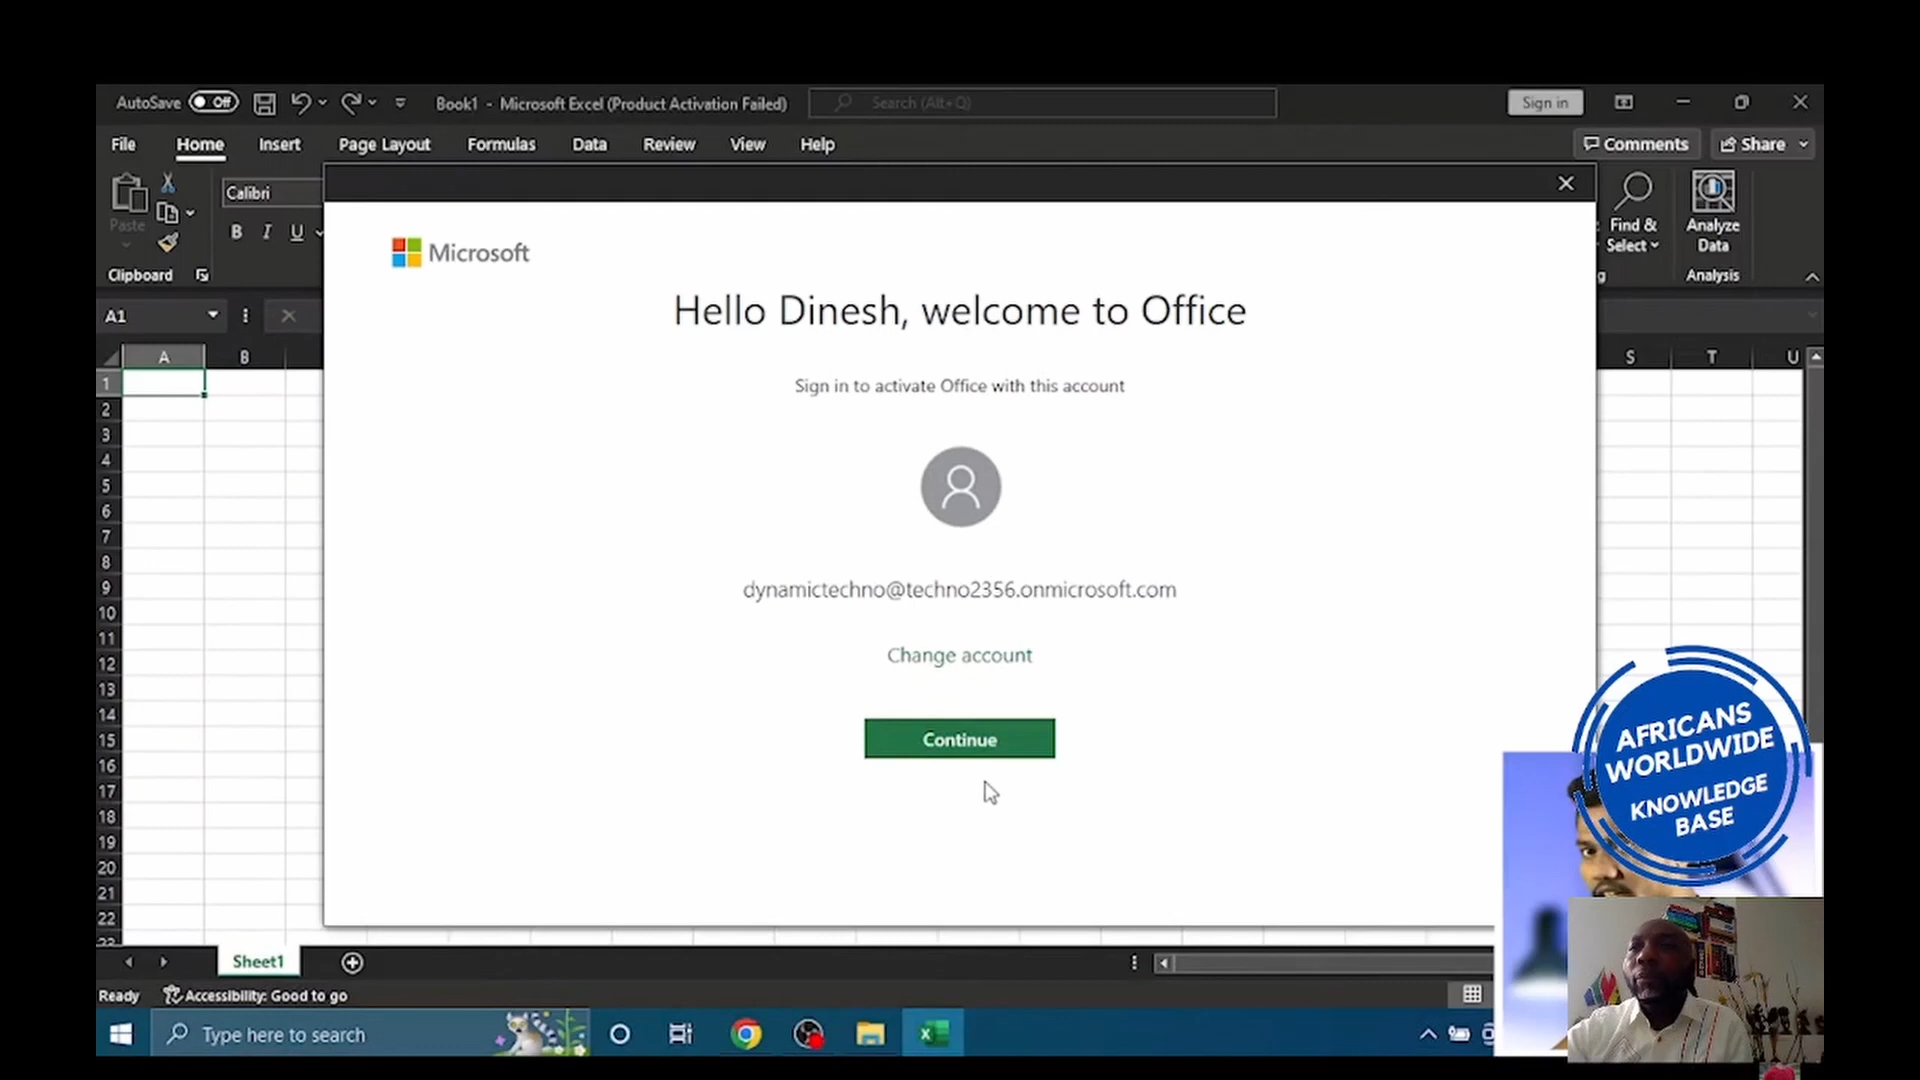 AutoSave Off Book1 - Microsoft Excel (Product Activation Failed) Search (Alt+Q) Sign in
File Home Insert Page Layout Formulas Data Review View Help Comments Share
Paste
Calibri
B I U
Clipboard
Find &
Select
Analyze
Data
Analysis
A1
A B S T U
Microsoft
Hello Dinesh, welcome to Office
Sign in to activate Office with this account
dynamictechno@techno2356.onmicrosoft.com
Change account
Continue
1
2
3
4
5
6
7
8
9
10
11
12
13
14
15
16
17
18
19
20
21
22
23
AFRICANS
WORLDWIDE
KNOWLEDGE
BASE
Sheet1
Ready Accessibility: Good to go
Type here to search